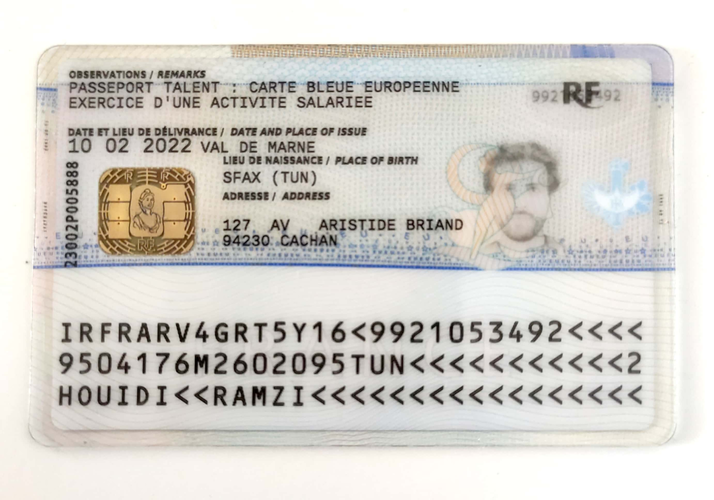 OBSERVATIONS / REMARKS
PASSEPORT TALENT : CARTE BLEUE EUROPEENNE
EXERCICE D'UNE ACTIVITE SALARIEE
RF
DATE ET LIEU DE DÉLIVRANCE / DATE AND PLACE OF ISSUE
10 02 2022 VAL DE MARNE
LIEU DE NAISSANCE / PLACE OF BIRTH
SFAX (TUN)
ADRESSE / ADDRESS
127 AV ARISTIDE BRIAND
94230 CACHAN
23002P005888
IRFRARV4GRT5Y16<9921053492<<<<
9504176M2602095TUN<<<<<<<<<<<2
HOUIDI<<RAMZI<<<<<<<<<<<<<<<<<